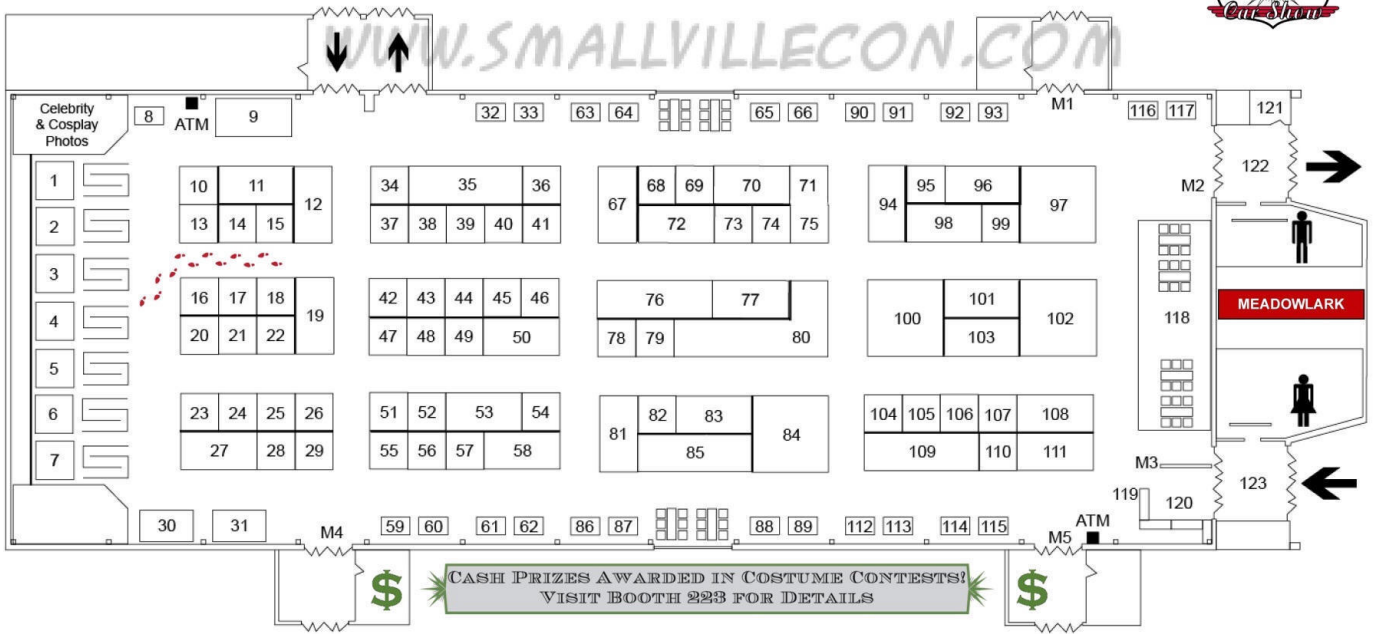 Car Show
WWW.SMALLVILLECON.COM
Celebrity
& Cosplay
Photos
8
ATM
9
32 33 63 64 65 66 90 91 92 93
M1
116 117 121
122
M2
1
2
3
4
5
6
7
10 11 12
13 14 15
34 35 36
37 38 39 40 41
67 68 69 70 71
72 73 74 75
94 95 96 97
98 99
16 17 18 19
20 21 22
42 43 44 45 46
47 48 49 50
76 77
78 79 80
100 101 102
103
118
MEADOWLARK
23 24 25 26
27 28 29
51 52 53 54
55 56 57 58
81 82 83 84
85
104 105 106 107 108
109 110 111
M3
123
119 120
30 31
M4
59 60 61 62 86 87 88 89 112 113 114 115
M5
ATM
$
CASH PRIZES AWARDED IN COSTUME CONTESTS!
VISIT BOOTH 223 FOR DETAILS
$